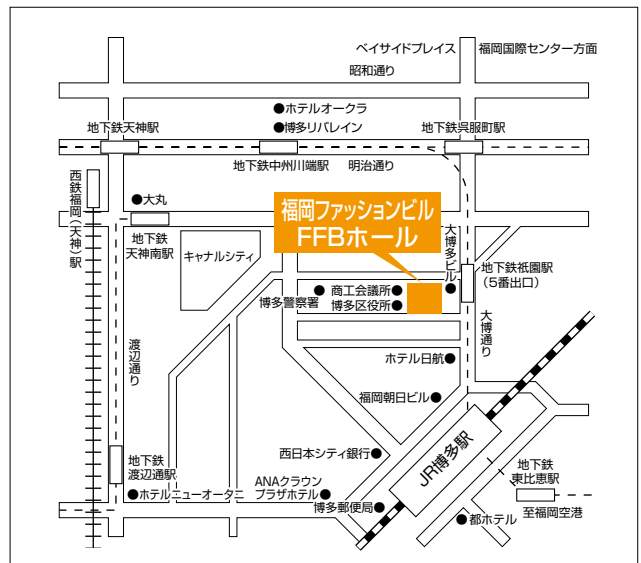 ベイサイドプレイス
福岡国際センター方面
昭和通り
●ホテルオークラ
●博多リバレイン
地下鉄天神駅
地下鉄呉服町駅
地下鉄中州川端駅
明治通り
西鉄福岡(天神)駅
●大丸
地下鉄
天神南駅
キャナルシティ
福岡ファッションビル
FFBホール
大博多ビル●
地下鉄祇園駅
(5番出口)
商工会議所●
博多警察署●
博多区役所●
大博通り
渡辺通り
ホテル日航●
福岡朝日ビル●
JR博多駅
西日本シティ銀行●
地下鉄
渡辺通駅
●ホテルニューオータニ
ANAクラウン
プラザホテル●
博多郵便局●
●都ホテル
地下鉄
東比恵駅
至福岡空港